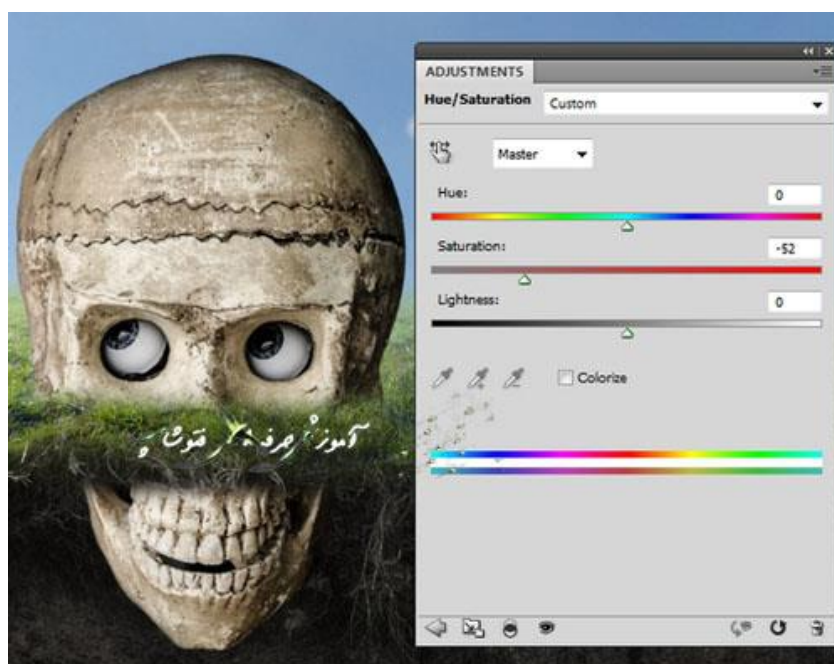 ADJUSTMENTS
Hue/Saturation Custom
Master
Hue: 0
Saturation: -52
Lightness: 0
Colorize
آموزش حرفه ای فتوشاپ